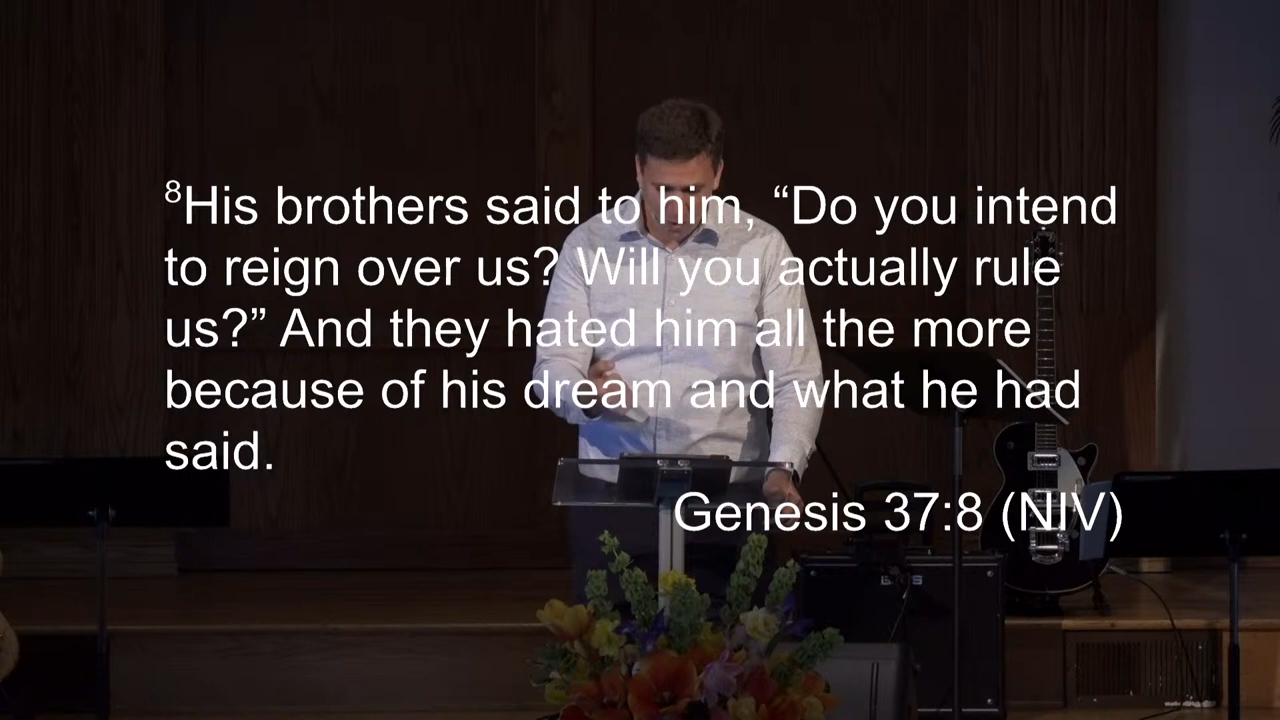 ⁸His brothers said to him, “Do you intend
to reign over us? Will you actually rule
us?” And they hated him all the more
because of his dream and what he had
said.
Genesis 37:8 (NIV)